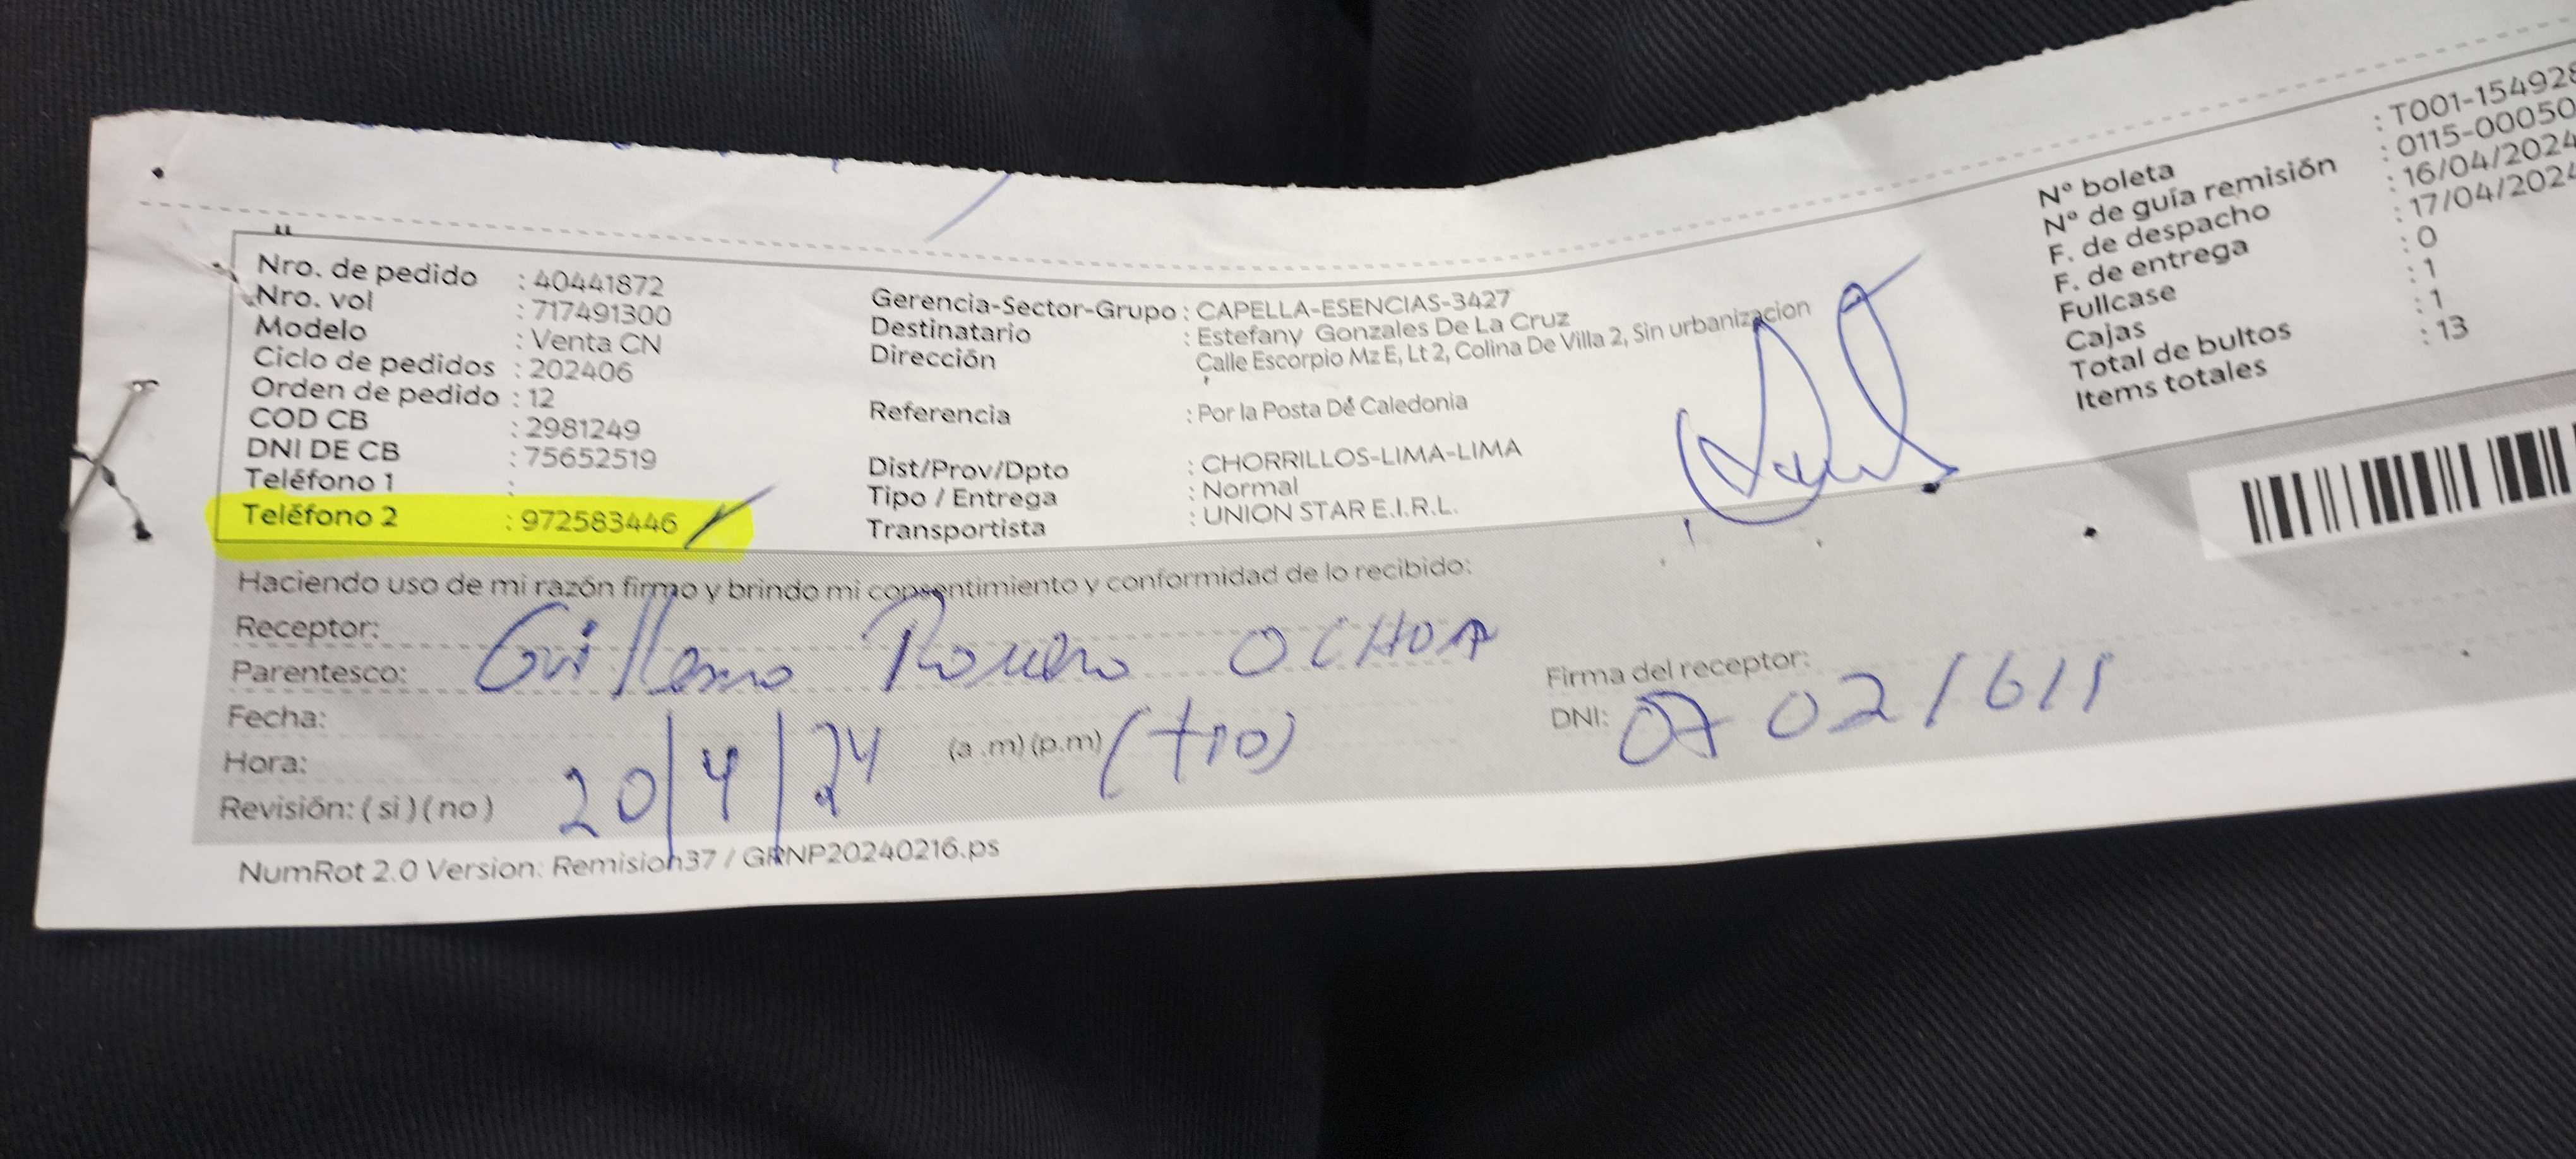 Nro. de pedido : 40441872
Nro. vol : 717491300
Modelo : Venta CN
Ciclo de pedidos : 202406
Orden de pedido : 12
COD CB : 2981249
DNI DE CB : 75652519
Teléfono 1 :
Teléfono 2 : 972583446
Gerencia-Sector-Grupo : CAPELLA-ESENCIAS-3427
Destinatario : Estefany Gonzales De La Cruz
Dirección : Calle Escorpio Mz E, Lt 2, Colina De Villa 2, Sin urbanizacion
Referencia : Por la Posta Dé Caledonia
Dist/Prov/Dpto : CHORRILLOS-LIMA-LIMA
Tipo / Entrega : Normal
Transportista : UNION STAR E.I.R.L.
Nº boleta : T001-154928
Nº de guía remisión : 0115-00050
F. de despacho : 16/04/2024
F. de entrega : 17/04/2024
Fullcase : 0
Cajas : 1
Total de bultos : 1
Items totales : 13
Haciendo uso de mi razón firmo y brindo mi consentimiento y conformidad de lo recibido:
Receptor:
Parentesco: Guillermo Romero OCHOA
Fecha:
Hora: 20/4/24 (a .m) (p.m) (tio)
Revisión: ( si ) ( no )
Firma del receptor:
DNI: 07021611
NumRot 2.0 Version: Remision37 / GRNP20240216.ps